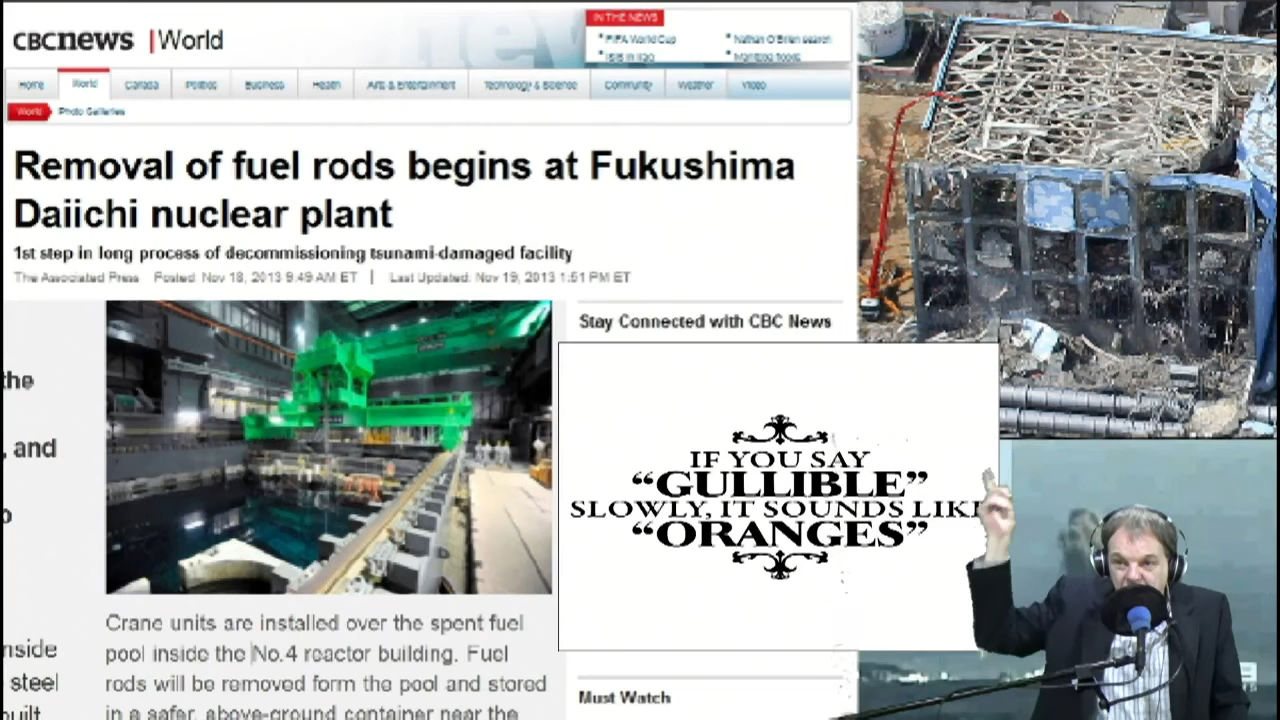 CBCnews | World
IN THE NEWS
FIFA World Cup
Nathan O'Brien search
ISIS in Iraq
Home World Canada Politics Business Health Arts & Entertainment Technology & Science Community Weather Video
World Photo Galleries
Removal of fuel rods begins at Fukushima
Daiichi nuclear plant
1st step in long process of decommissioning tsunami-damaged facility
The Associated Press Posted: Nov 18, 2013 9:49 AM ET | Last Updated: Nov 19, 2013 1:51 PM ET
Stay Connected with CBC News
the
and
IF YOU SAY
“GULLIBLE”
SLOWLY, IT SOUNDS LIKE
“ORANGES”
Crane units are installed over the spent fuel
pool inside the No.4 reactor building. Fuel
rods will be removed form the pool and stored
in a safer, above-ground container near the
nside
steel
Must Watch